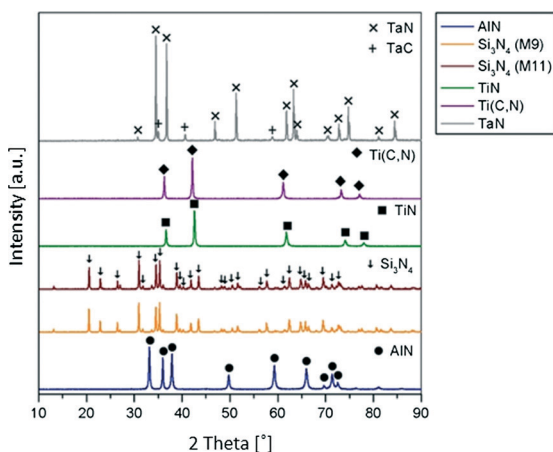 × TaN
+ TaC
AlN
Si₃N₄ (M9)
Si₃N₄ (M11)
TiN
Ti(C,N)
TaN
◆ Ti(C,N)
■ TiN
↓ Si₃N₄
● AlN
Intensity [a.u.]
10 20 30 40 50 60 70 80 90
2 Theta [°]